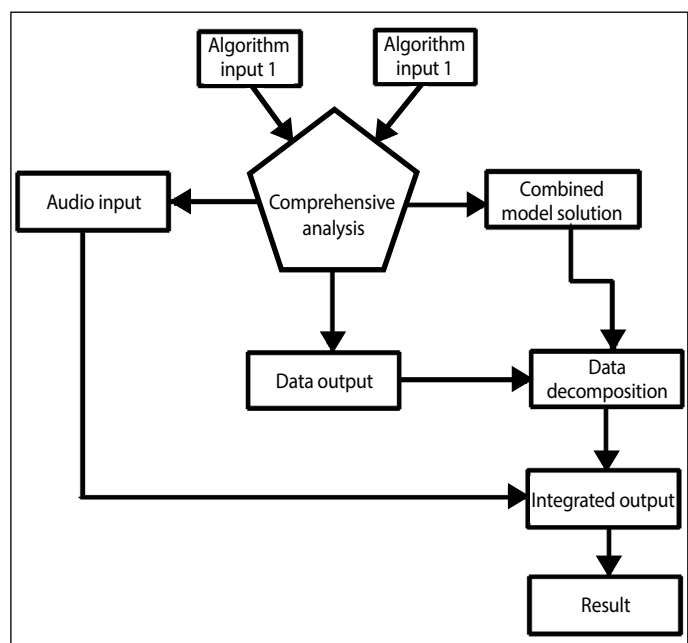 Algorithm
input 1
Algorithm
input 1
Audio input
Comprehensive
analysis
Combined
model solution
Data output
Data
decomposition
Integrated output
Result